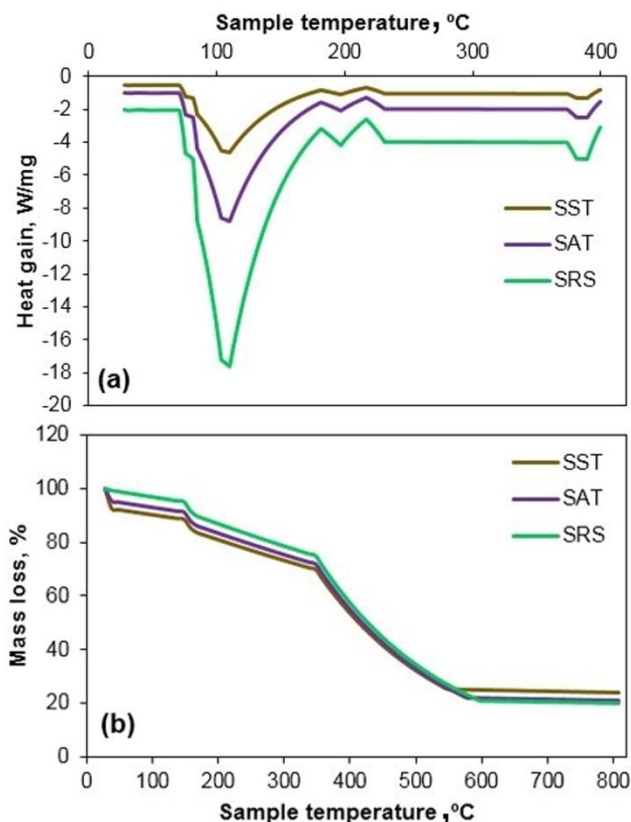 Sample temperature, ºC
0 100 200 300 400
0
-2
-4
-6
-8
-10
-12
-14
-16
-18
-20
Heat gain, W/mg
SST
SAT
SRS
(a)
120
100
80
60
40
20
0
Mass loss, %
SST
SAT
SRS
(b)
0 100 200 300 400 500 600 700 800
Sample temperature ,ºC